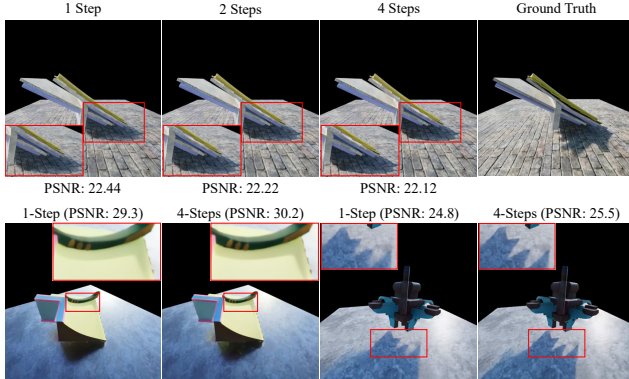 1 Step 2 Steps 4 Steps Ground Truth
PSNR: 22.44 PSNR: 22.22 PSNR: 22.12
1-Step (PSNR: 29.3) 4-Steps (PSNR: 30.2) 1-Step (PSNR: 24.8) 4-Steps (PSNR: 25.5)